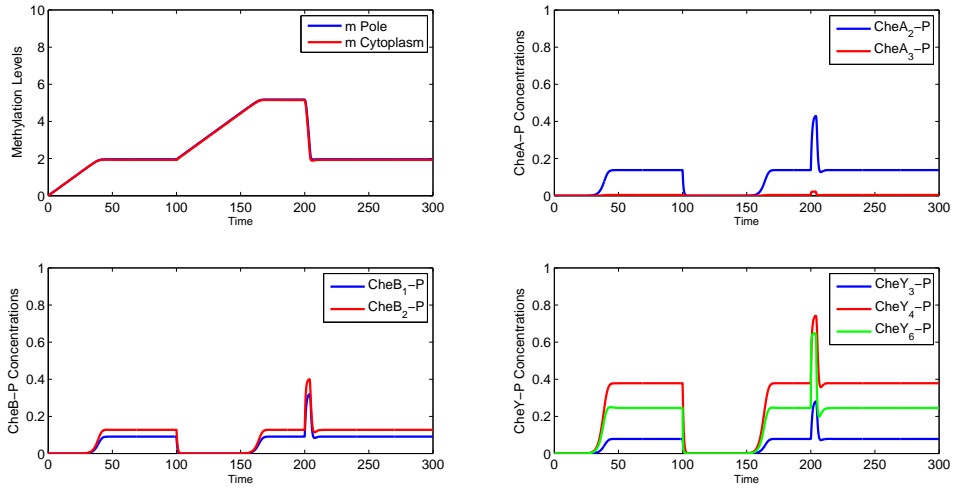 Methylation Levels
10
8
6
4
2
0
m Pole
m Cytoplasm
0 50 100 150 200 250 300
Time
CheA-P Concentrations
1
0.8
0.6
0.4
0.2
0
CheA₂-P
CheA₃-P
0 50 100 150 200 250 300
Time
CheB-P Concentrations
1
0.8
0.6
0.4
0.2
0
CheB₁-P
CheB₂-P
0 50 100 150 200 250 300
Time
CheY-P Concentrations
1
0.8
0.6
0.4
0.2
0
CheY₃-P
CheY₄-P
CheY₆-P
0 50 100 150 200 250 300
Time